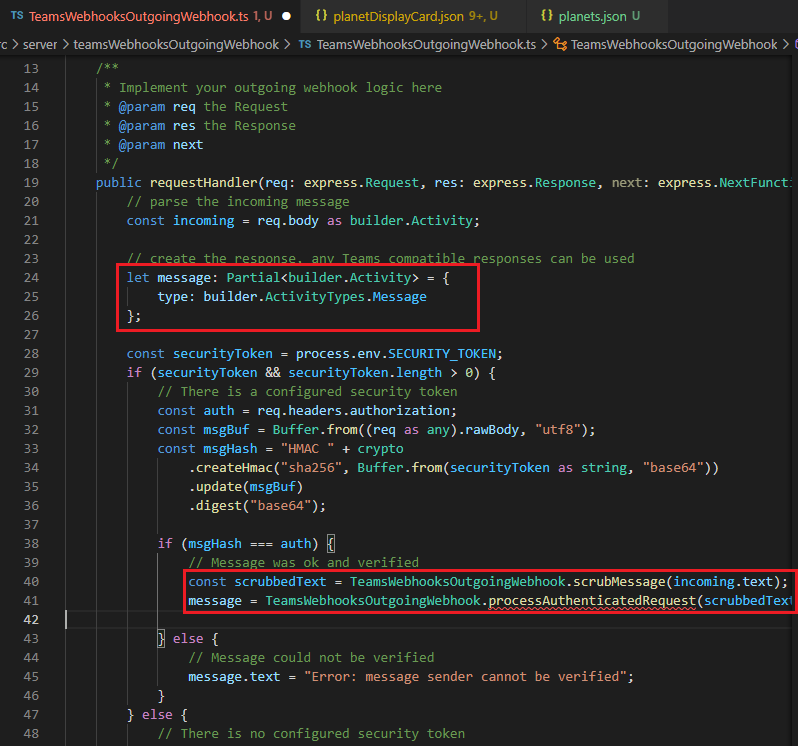 TS TeamsWebhooksOutgoingWebhook.ts 1, U ● {} planetDisplayCard.json 9+, U {} planets.json U
rc > server > teamsWebhooksOutgoingWebhook > TS TeamsWebhooksOutgoingWebhook.ts > TeamsWebhooksOutgoingWebhook >
13 /**
14 * Implement your outgoing webhook logic here
15 * @param req the Request
16 * @param res the Response
17 * @param next
18 */
19 public requestHandler(req: express.Request, res: express.Response, next: express.NextFuncti
20 // parse the incoming message
21 const incoming = req.body as builder.Activity;
22
23 // create the response, any Teams compatible responses can be used
24 let message: Partial<builder.Activity> = {
25 type: builder.ActivityTypes.Message
26 };
27
28 const securityToken = process.env.SECURITY_TOKEN;
29 if (securityToken && securityToken.length > 0) {
30 // There is a configured security token
31 const auth = req.headers.authorization;
32 const msgBuf = Buffer.from((req as any).rawBody, "utf8");
33 const msgHash = "HMAC " + crypto
34 .createHmac("sha256", Buffer.from(securityToken as string, "base64"))
35 .update(msgBuf)
36 .digest("base64");
37
38 if (msgHash === auth) {
39 // Message was ok and verified
40 const scrubbedText = TeamsWebhooksOutgoingWebhook.scrubMessage(incoming.text);
41 message = TeamsWebhooksOutgoingWebhook.processAuthenticatedRequest(scrubbedText
42
43 } else {
44 // Message could not be verified
45 message.text = "Error: message sender cannot be verified";
46 }
47 } else {
48 // There is no configured security token